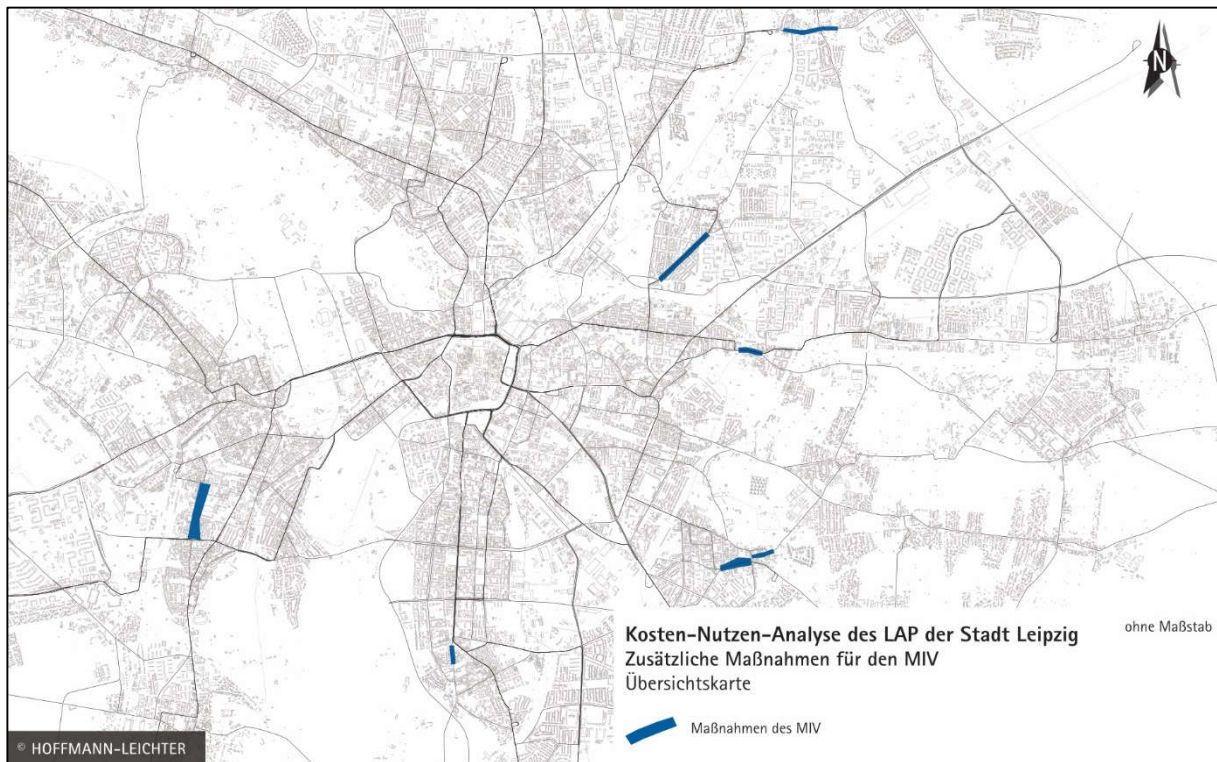 N
Kosten-Nutzen-Analyse des LAP der Stadt Leipzig
ohne Maßstab
Zusätzliche Maßnahmen für den MIV
Übersichtskarte
Maßnahmen des MIV
© HOFFMANN-LEICHTER